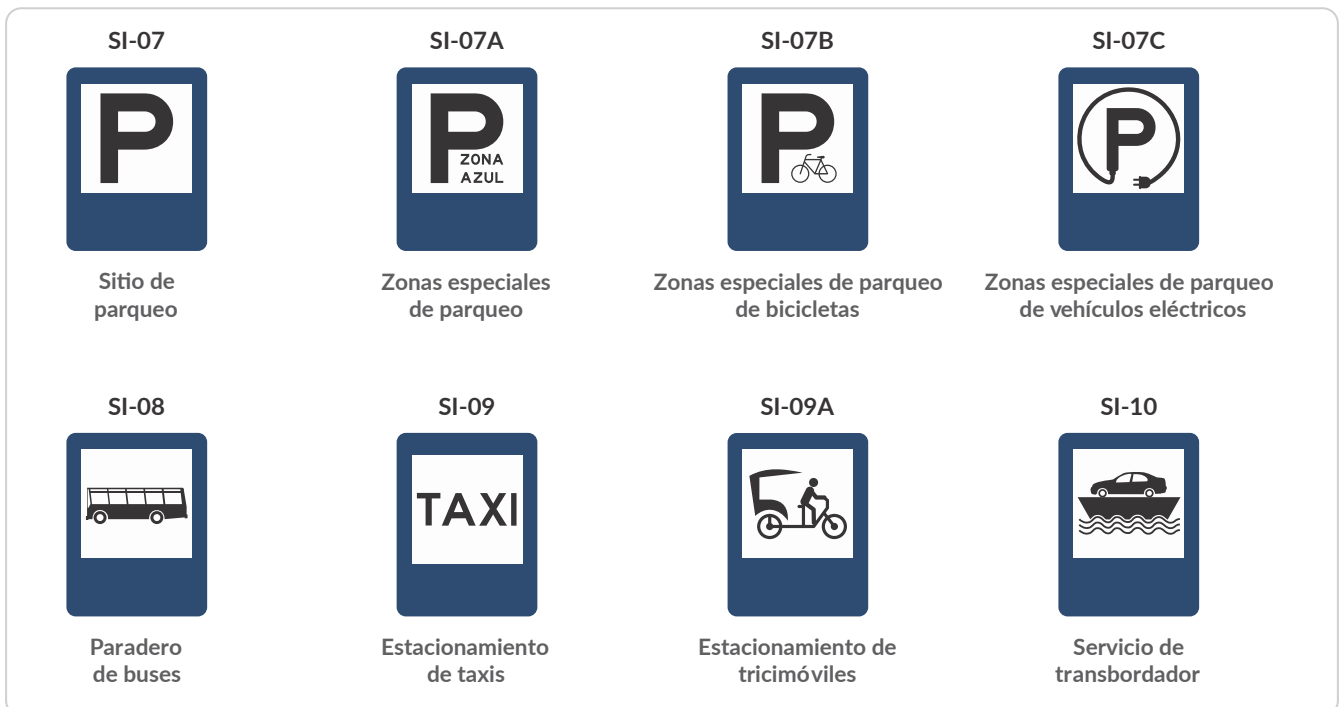 SI-07
SI-07A
SI-07B
SI-07C
P
P
ZONA
AZUL
P
P
Sitio de
parqueo
Zonas especiales
de parqueo
Zonas especiales de parqueo
de bicicletas
Zonas especiales de parqueo
de vehículos eléctricos
SI-08
SI-09
SI-09A
SI-10
TAXI
Paradero
de buses
Estacionamiento
de taxis
Estacionamiento de
tricimóviles
Servicio de
transbordador